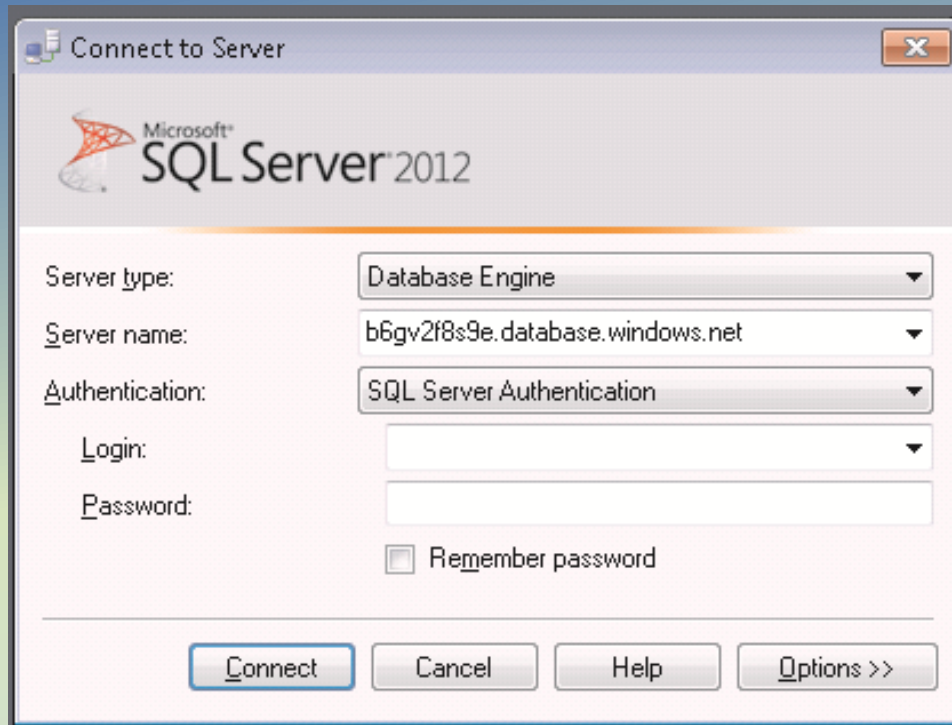 Connect to Server
Microsoft®
SQL Server® 2012
Server type: Database Engine
Server name: b6gv2f8s9e.database.windows.net
Authentication: SQL Server Authentication
Login:
Password:
Remember password
Connect Cancel Help Options >>